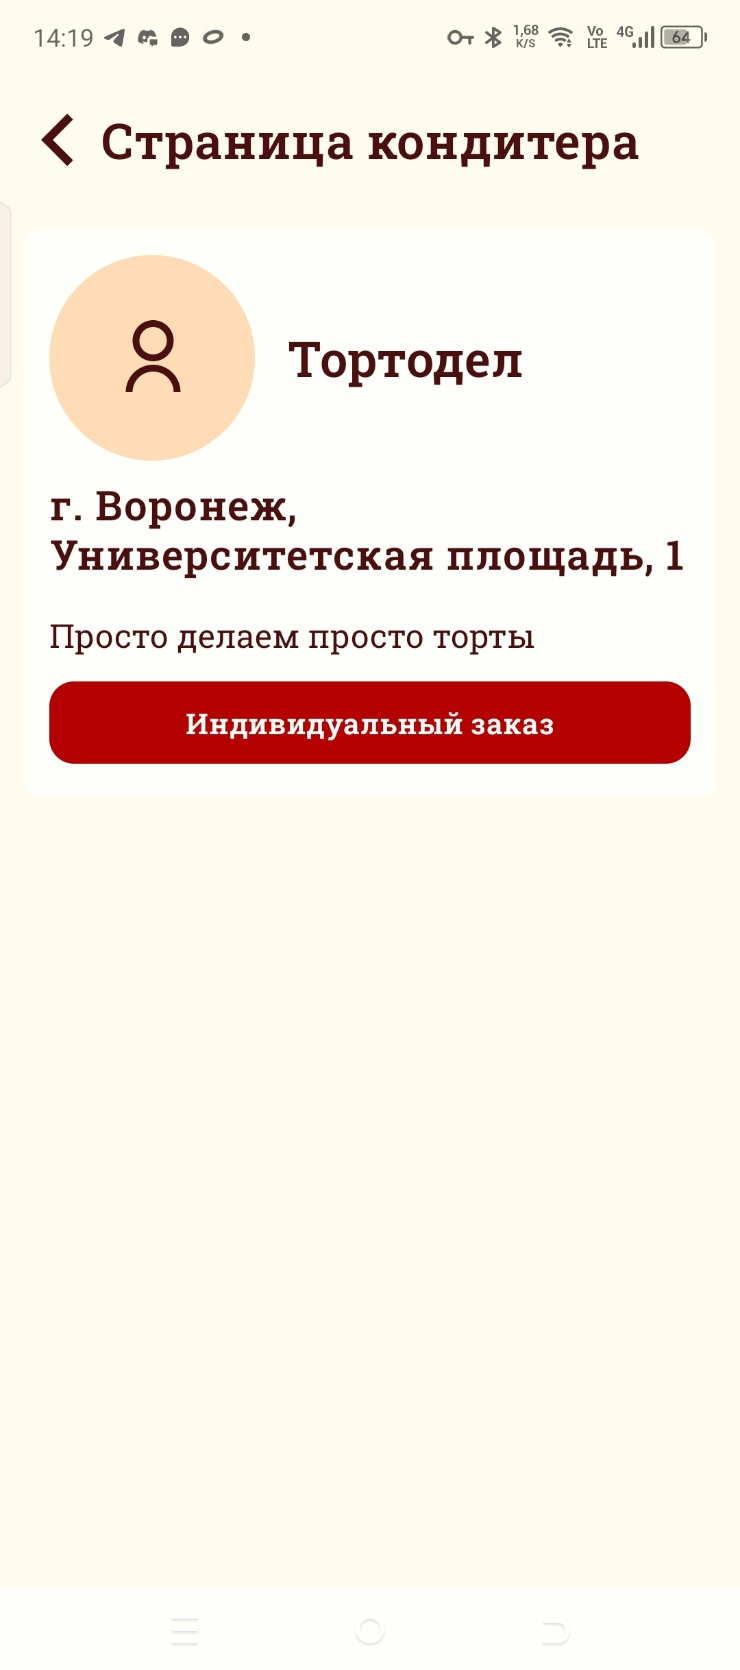 14:19 1,68 K/S Vo LTE 4G 64
Страница кондитера
Тортодел
г. Воронеж,
Университетская площадь, 1
Просто делаем просто торты
Индивидуальный заказ